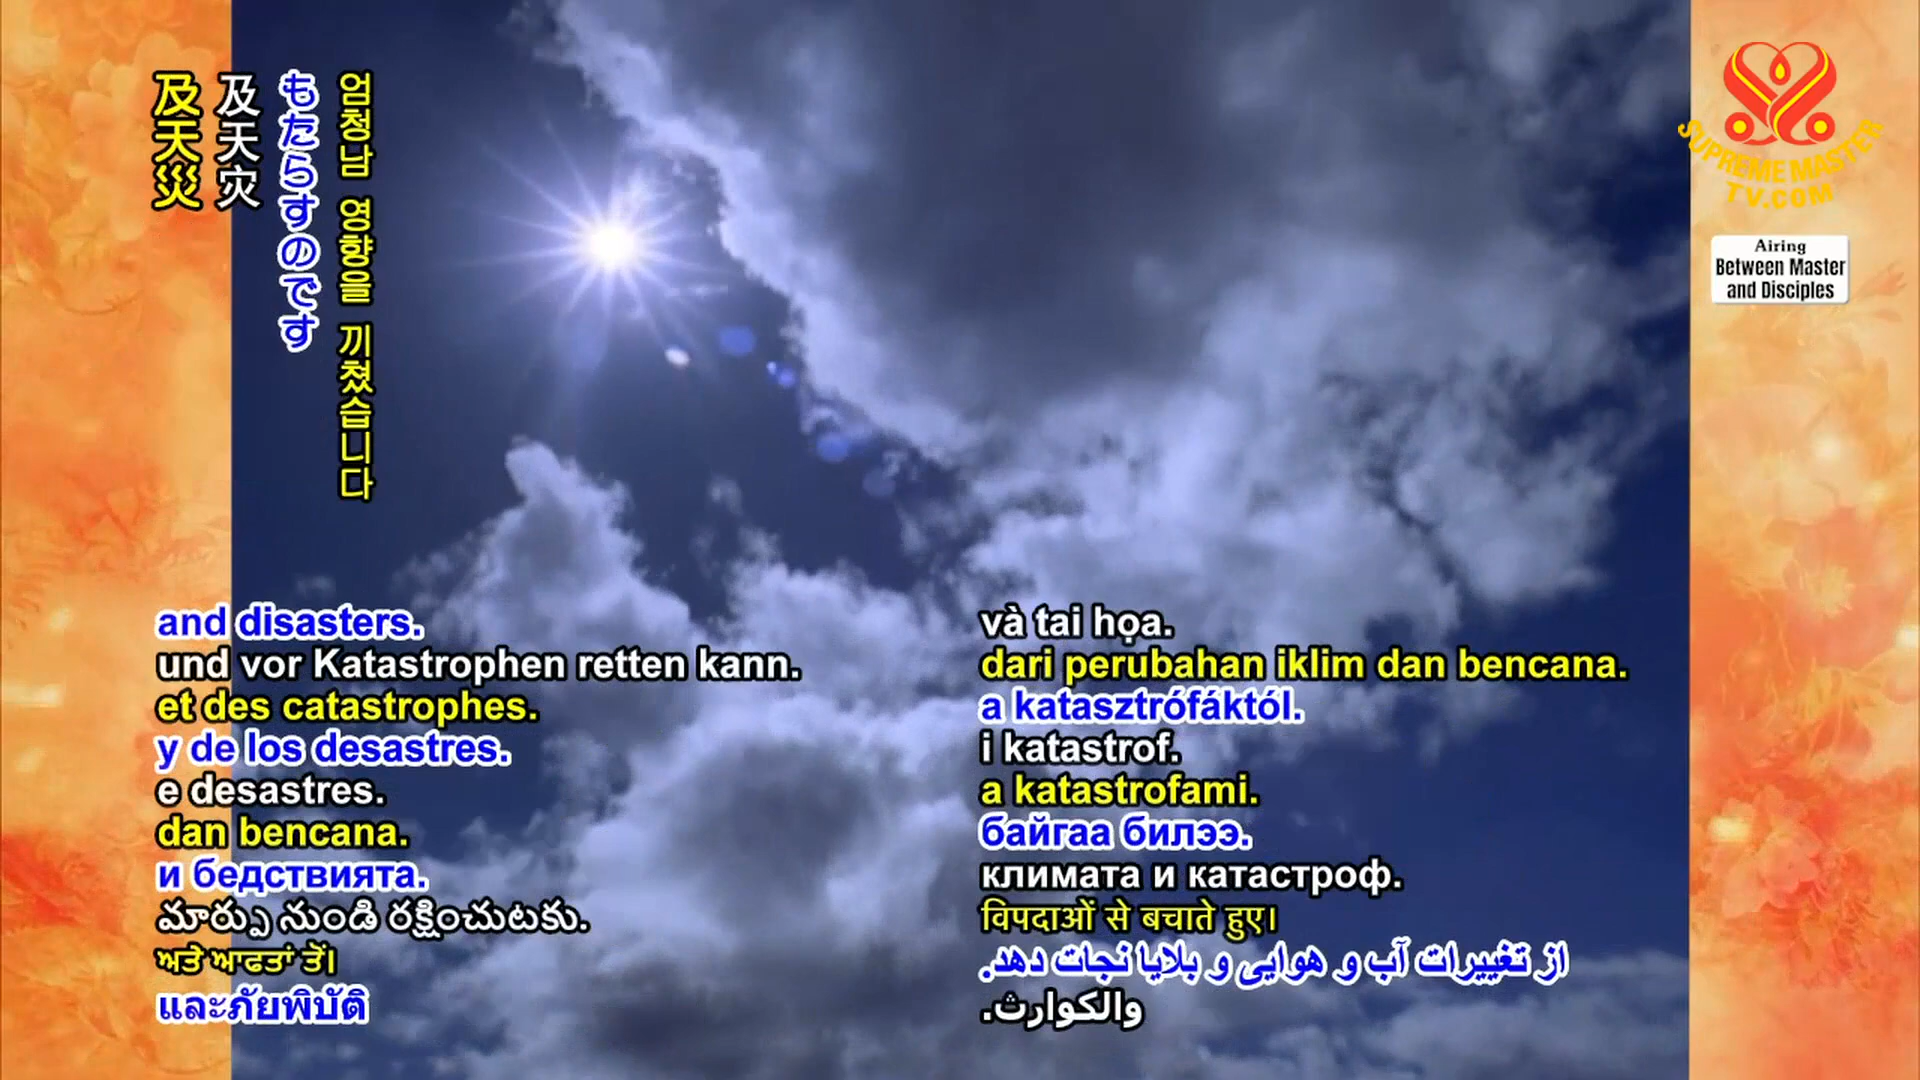 及天災
及天灾
もたらすのです
엄청남 영향을 끼쳤습니다
SUPREME MASTER
TV.COM
Airing
Between Master
and Disciples
and disasters.
und vor Katastrophen retten kann.
et des catastrophes.
y de los desastres.
e desastres.
dan bencana.
и бедствията.
మార్పు నుండి రక్షించుటకు.
ਅਤੇ ਆਫਤਾਂ ਤੋਂ।
และภัยพิบัติ
và tai họa.
dari perubahan iklim dan bencana.
a katasztrófáktól.
i katastrof.
a katastrofami.
байгаа билээ.
климата и катастроф.
विपदाओं से बचाते हुए।
از تغییرات آب و هوایی و بلایا نجات دهد.
والكوارث.